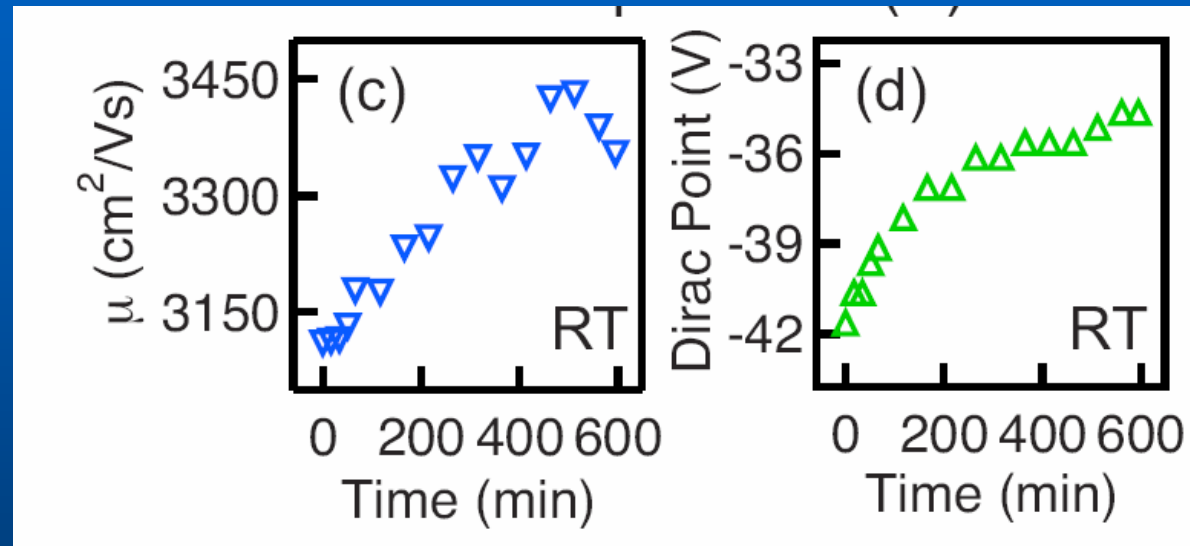 μ (cm²/Vs)
3450
3300
3150
(c)
RT
0 200 400 600
Time (min)
Dirac Point (V)
-33
-36
-39
-42
(d)
RT
0 200 400 600
Time (min)